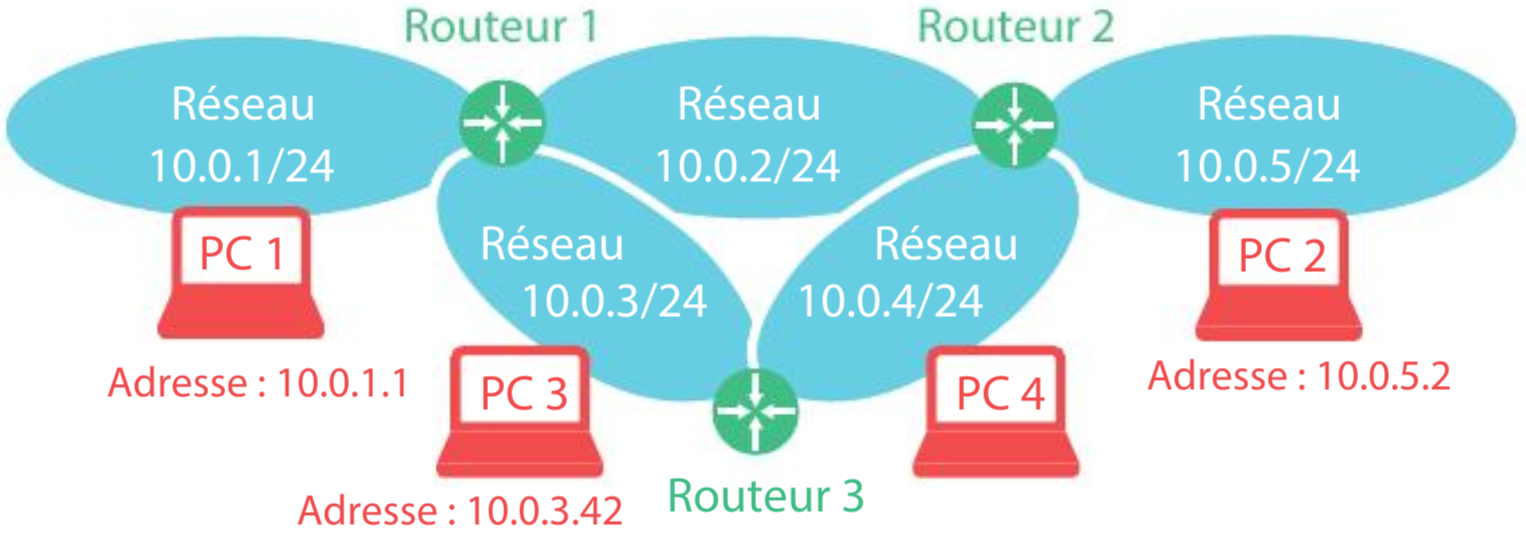 Routeur 1
Routeur 2
Réseau
10.0.1/24
Réseau
10.0.2/24
Réseau
10.0.5/24
PC 1
Réseau
10.0.3/24
Réseau
10.0.4/24
PC 2
Adresse : 10.0.1.1
PC 3
PC 4
Adresse : 10.0.5.2
Adresse : 10.0.3.42
Routeur 3